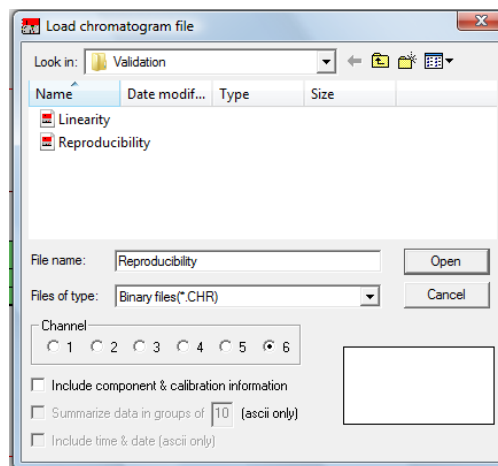 Load chromatogram file
Look in: Validation
Name Date modif... Type Size
Linearity
Reproducibility
File name: Reproducibility Open
Files of type: Binary files(*.CHR) Cancel
Channel
1 2 3 4 5 6
Include component & calibration information
Summarize data in groups of 10 (ascii only)
Include time & date (ascii only)